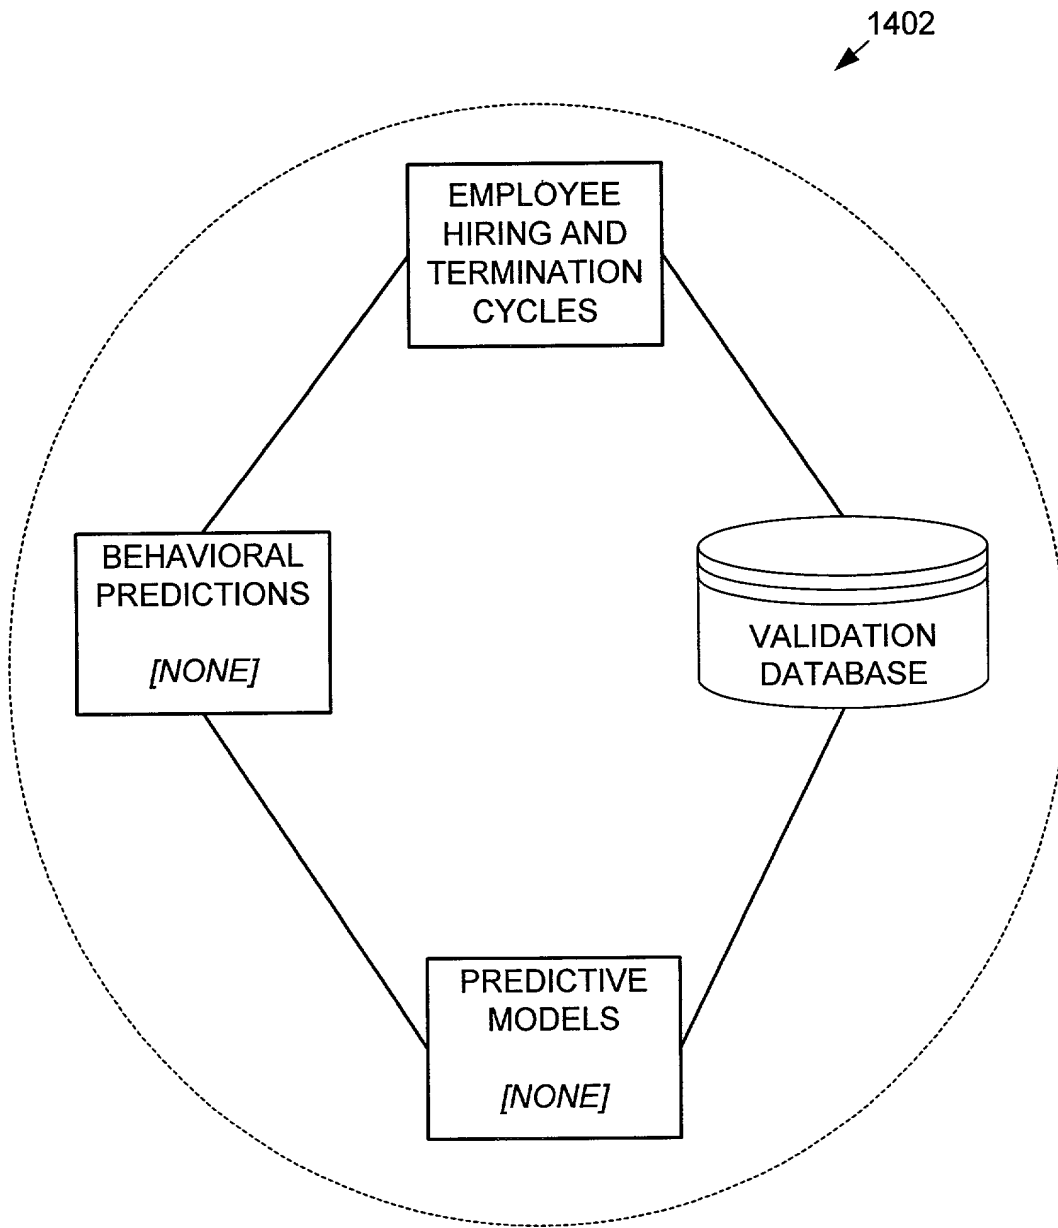 1402
EMPLOYEE
HIRING AND
TERMINATION
CYCLES
BEHAVIORAL
PREDICTIONS
[NONE]
VALIDATION
DATABASE
PREDICTIVE
MODELS
[NONE]